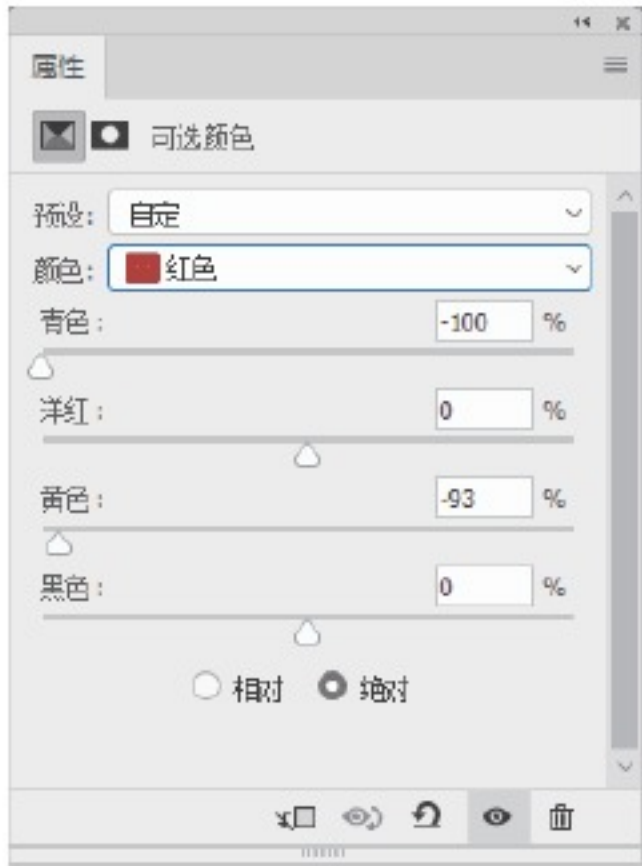 属性
可选颜色
预设: 自定
颜色: 红色
青色: -100 %
洋红: 0 %
黄色: -93 %
黑色: 0 %
相对 绝对